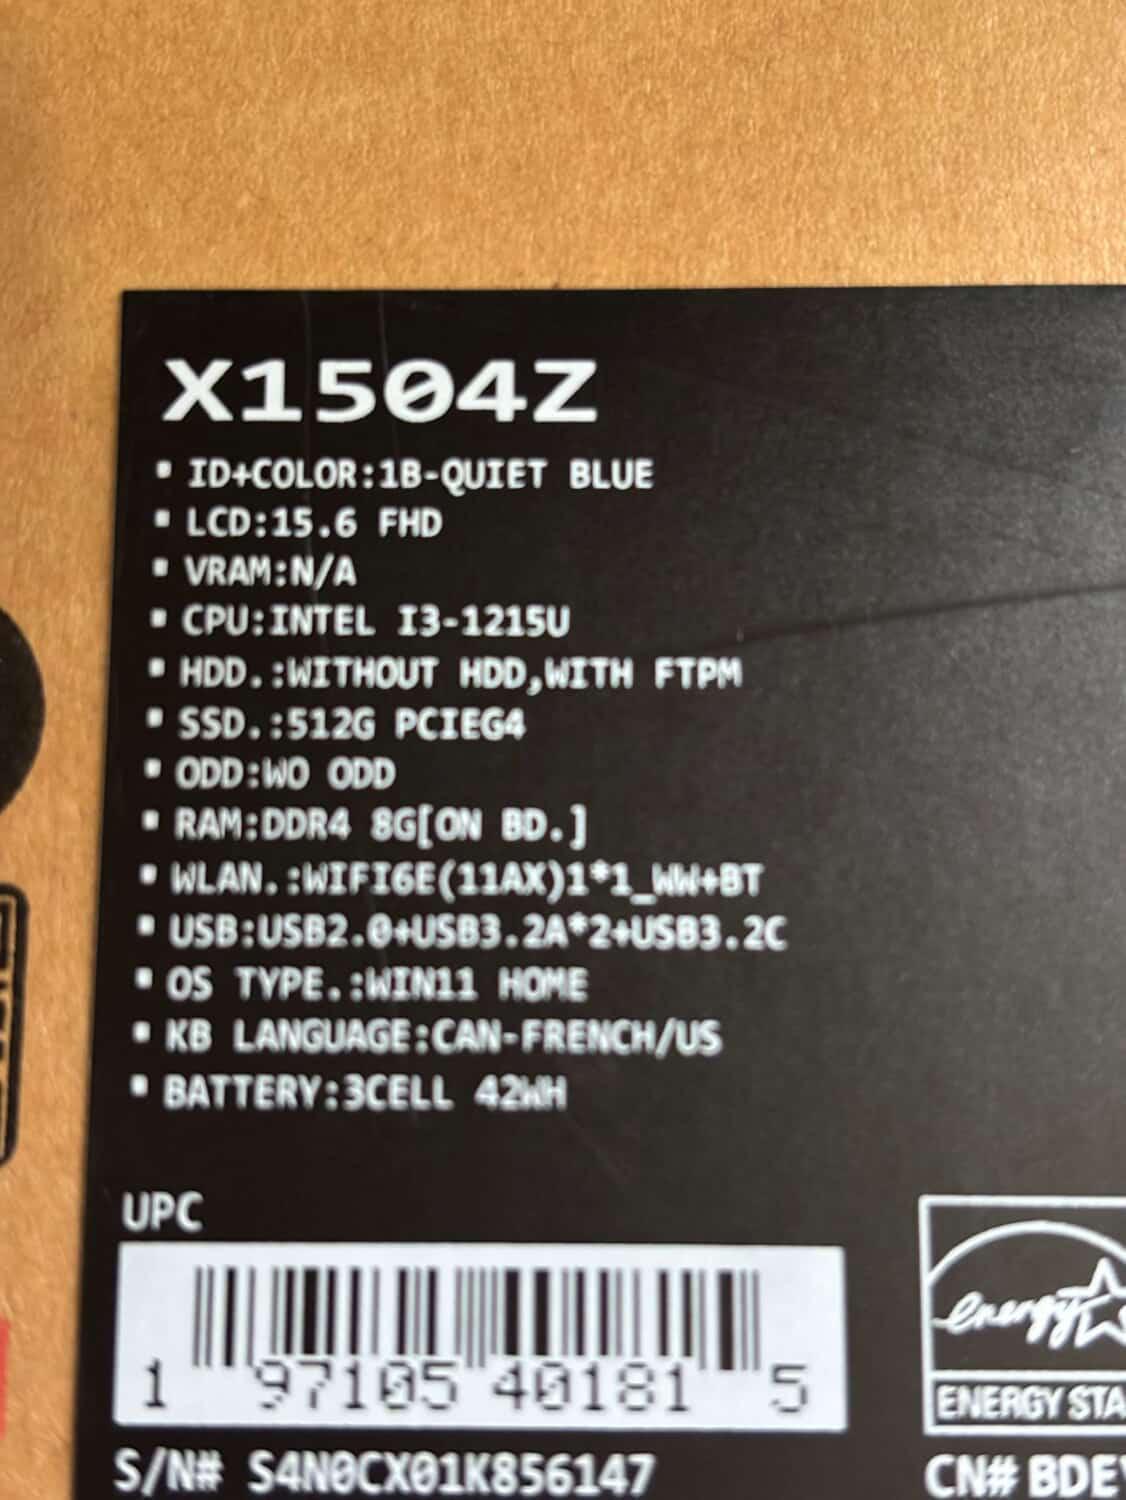 X1504Z
▪ ID+COLOR:1B-QUIET BLUE
▪ LCD:15.6 FHD
▪ VRAM:N/A
▪ CPU:INTEL I3-1215U
▪ HDD.:WITHOUT HDD,WITH FTPM
▪ SSD.:512G PCIEG4
▪ ODD:WO ODD
▪ RAM:DDR4 8G[ON BD.]
▪ WLAN.:WIFI6E(11AX)1*1_WW+BT
▪ USB:USB2.0+USB3.2A*2+USB3.2C
▪ OS TYPE.:WIN11 HOME
▪ KB LANGUAGE:CAN-FRENCH/US
▪ BATTERY:3CELL 42WH
UPC
1 97105 40181 5
energy
ENERGY STA
S/N# S4N0CX01K856147
CN# BDE